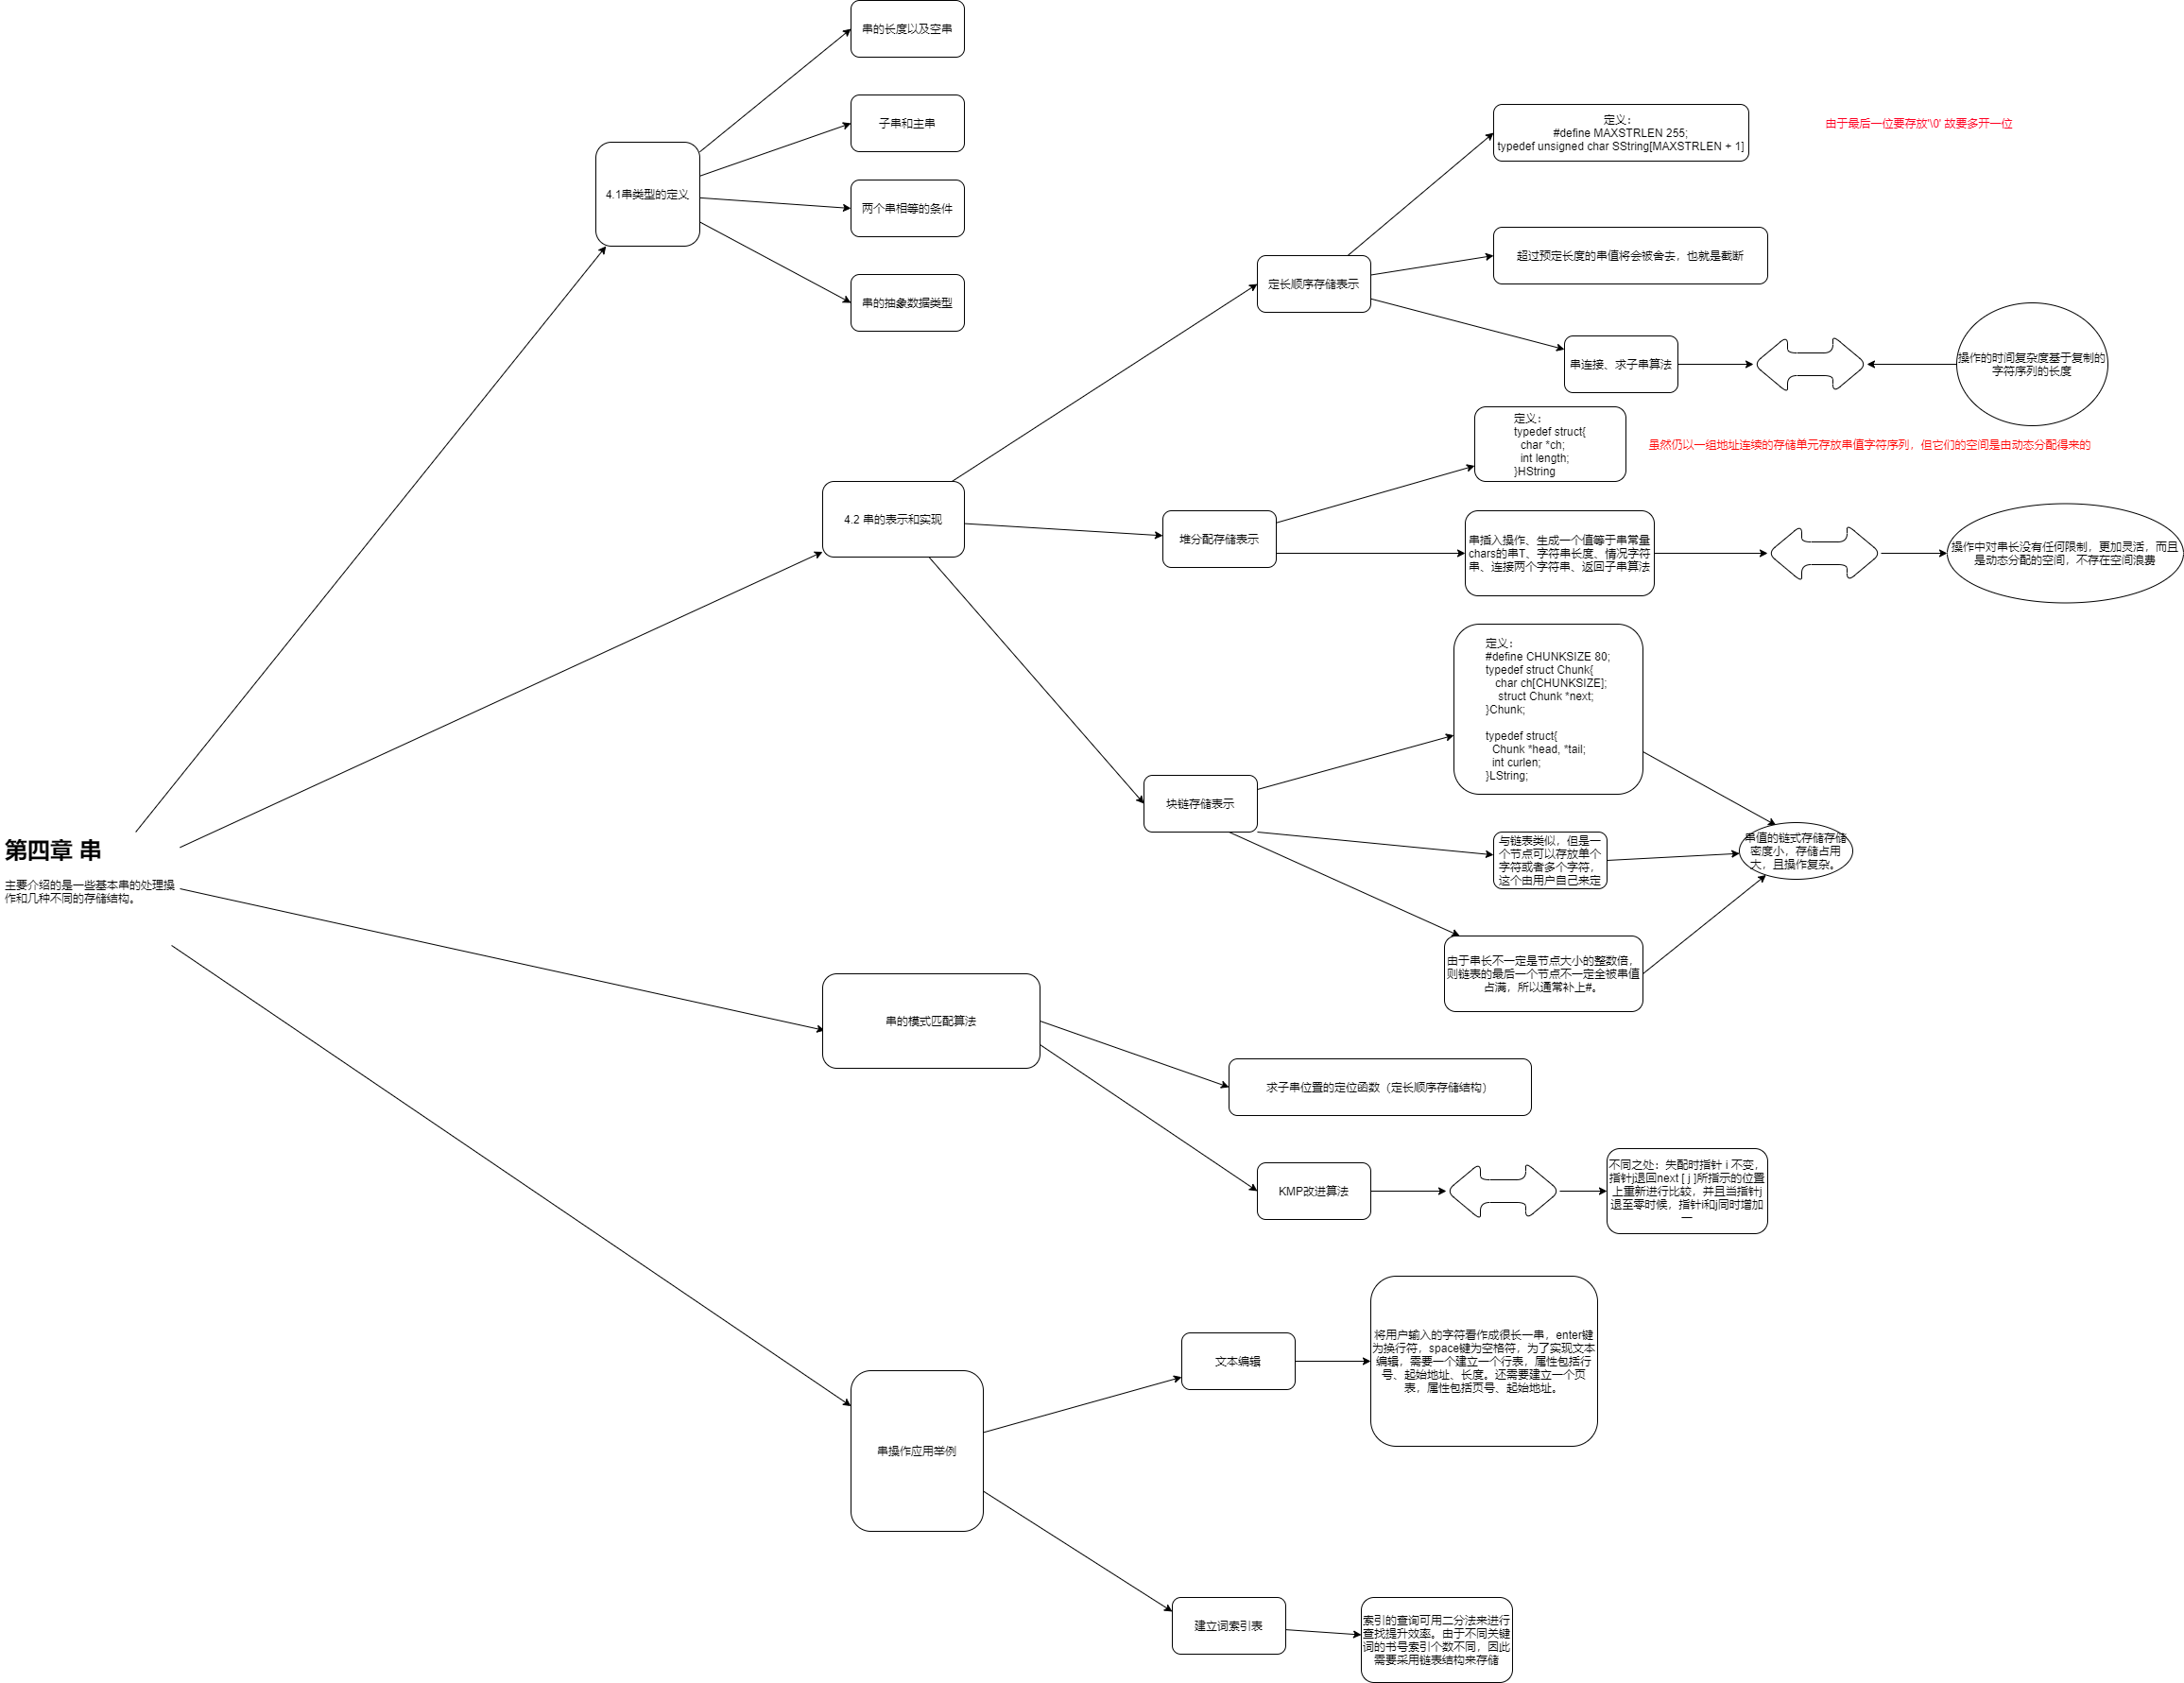 第四章 串
主要介绍的是一些基本串的处理操
作和几种不同的存储结构。
4.1串类型的定义
串的长度以及空串
子串和主串
两个串相等的条件
串的抽象数据类型
4.2 串的表示和实现
定长顺序存储表示
定义：
#define MAXSTRLEN 255;
typedef unsigned char SString[MAXSTRLEN + 1]
由于最后一位要存放'\0' 故要多开一位
超过预定长度的串值将会被舍去，也就是截断
串连接、求子串算法
操作的时间复杂度基于复制的
字符序列的长度
堆分配存储表示
定义：
typedef struct{
char *ch;
int length;
}HString
虽然仍以一组地址连续的存储单元存放串值字符序列，但它们的空间是由动态分配得来的
串插入操作、生成一个值等于串常量
chars的串T、字符串长度、情况字符
串、连接两个字符串、返回子串算法
操作中对串长没有任何限制，更加灵活，而且
是动态分配的空间，不存在空间浪费
块链存储表示
定义：
#define CHUNKSIZE 80;
typedef struct Chunk{
char ch[CHUNKSIZE];
struct Chunk *next;
}Chunk;
typedef struct{
Chunk *head, *tail;
int curlen;
}LString;
与链表类似，但是一
个节点可以存放单个
字符或者多个字符，
这个由用户自己来定
由于串长不一定是节点大小的整数倍，
则链表的最后一个节点不一定全被串值
占满，所以通常补上#。
串值的链式存储存储
密度小，存储占用
大，且操作复杂。
串的模式匹配算法
求子串位置的定位函数（定长顺序存储结构）
KMP改进算法
不同之处：失配时指针 i 不变，
指针j退回next [ j ]所指示的位置
上重新进行比较，并且当指针j
退至零时候，指针i和j同时增加
一
串操作应用举例
文本编辑
将用户输入的字符看作成很长一串，enter键
为换行符，space键为空格符，为了实现文本
编辑，需要一个建立一个行表，属性包括行
号、起始地址、长度。还需要建立一个页
表，属性包括页号、起始地址。
建立词索引表
索引的查询可用二分法来进行
查找提升效率。由于不同关键
词的书号索引个数不同，因此
需要采用链表结构来存储